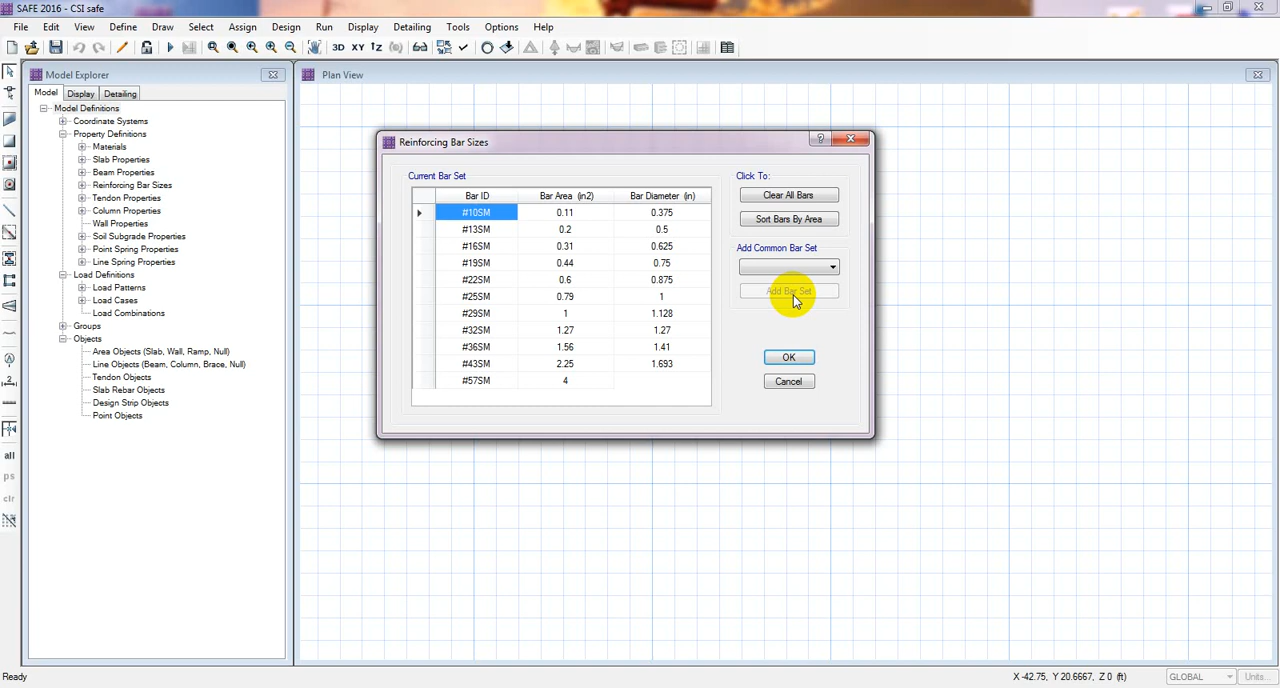 SAFE 2016 - CSI safe
File Edit View Define Draw Select Assign Design Run Display Detailing Tools Options Help
3D XY
Model Explorer
Model Display Detailing
Model Definitions
Coordinate Systems
Property Definitions
Materials
Slab Properties
Beam Properties
Reinforcing Bar Sizes
Tendon Properties
Column Properties
Wall Properties
Soil Subgrade Properties
Point Spring Properties
Line Spring Properties
Load Definitions
Load Patterns
Load Cases
Load Combinations
Groups
Objects
Area Objects (Slab, Wall, Ramp, Null)
Line Objects (Beam, Column, Brace, Null)
Tendon Objects
Slab Rebar Objects
Design Strip Objects
Point Objects
all
ps
clr
Plan View
Reinforcing Bar Sizes
Current Bar Set
Bar ID Bar Area (in2) Bar Diameter (in)
#10SM 0.11 0.375
#13SM 0.2 0.5
#16SM 0.31 0.625
#19SM 0.44 0.75
#22SM 0.6 0.875
#25SM 0.79 1
#29SM 1 1.128
#32SM 1.27 1.27
#36SM 1.56 1.41
#43SM 2.25 1.693
#57SM 4
Click To:
Clear All Bars
Sort Bars By Area
Add Common Bar Set
Add Bar Set
OK
Cancel
Ready
X -42.75, Y 20.6667, Z 0 (ft)
GLOBAL
Units...